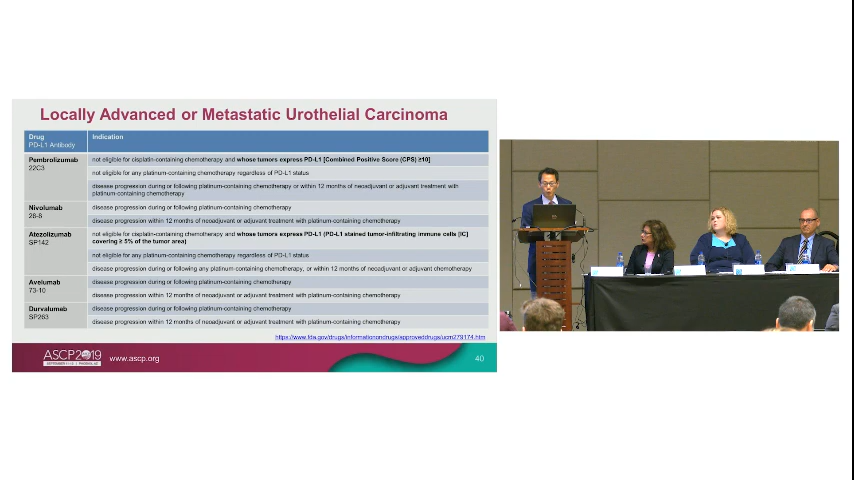 Locally Advanced or Metastatic Urothelial Carcinoma
Drug
PD-L1 Antibody
Indication
Pembrolizumab
22C3
not eligible for cisplatin-containing chemotherapy and whose tumors express PD-L1 [Combined Positive Score (CPS) ≥10]
not eligible for any platinum-containing chemotherapy regardless of PD-L1 status
disease progression during or following platinum-containing chemotherapy or within 12 months of neoadjuvant or adjuvant treatment with
platinum-containing chemotherapy
Nivolumab
28-8
disease progression during or following platinum-containing chemotherapy
disease progression within 12 months of neoadjuvant or adjuvant treatment with platinum-containing chemotherapy
Atezolizumab
SP142
not eligible for cisplatin-containing chemotherapy and whose tumors express PD-L1 (PD-L1 stained tumor-infiltrating immune cells [IC]
covering ≥ 5% of the tumor area)
not eligible for any platinum-containing chemotherapy regardless of PD-L1 status
disease progression during or following any platinum-containing chemotherapy, or within 12 months of neoadjuvant or adjuvant chemotherapy
Avelumab
73-10
disease progression during or following platinum-containing chemotherapy
disease progression within 12 months of neoadjuvant or adjuvant treatment with platinum-containing chemotherapy
Durvalumab
SP263
disease progression during or following platinum-containing chemotherapy
disease progression within 12 months of neoadjuvant or adjuvant treatment with platinum-containing chemotherapy
https://www.fda.gov/drugs/informationondrugs/approveddrugs/ucm279174.htm
ASCP2019
www.ascp.org
40